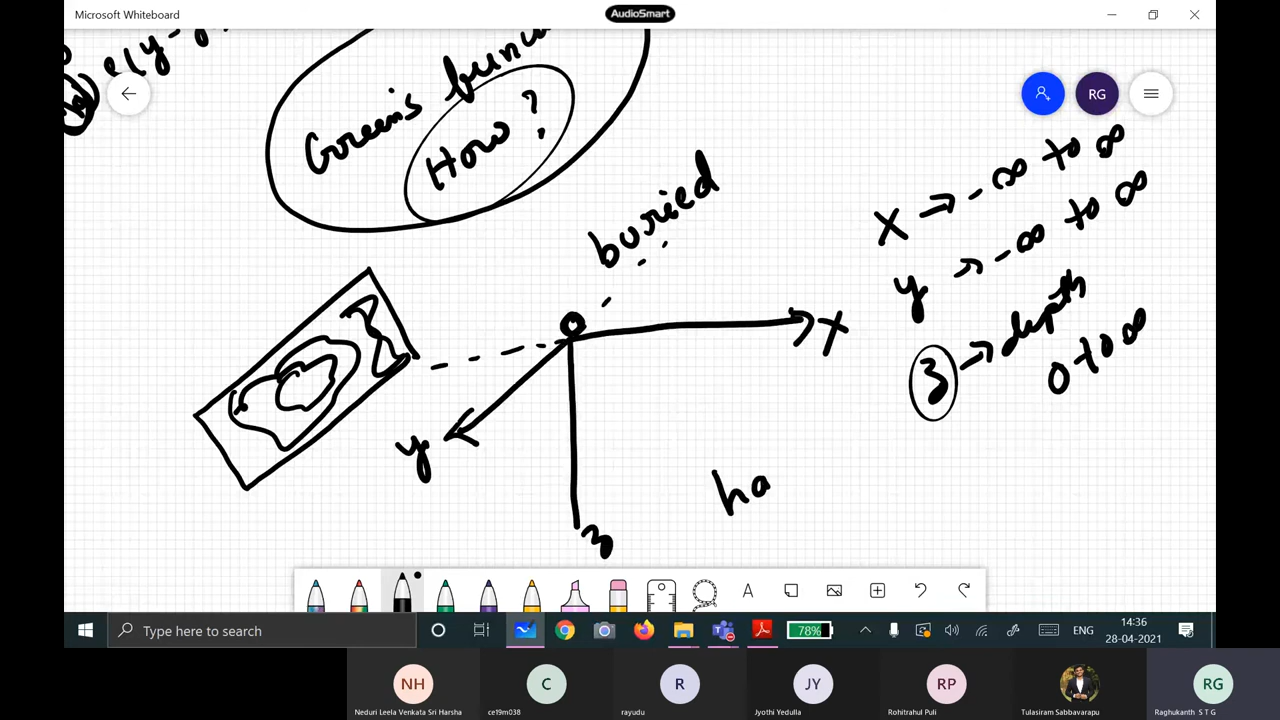 Microsoft Whiteboard
AudioSmart
RG
Green's
How?
buried
X → -∞ to ∞
y → -∞ to ∞
3 → depth
0 to ∞
X
y
3
ha
A
Type here to search
78%
ENG
14:36
28-04-2021
NH
Neduri Leela Venkata Sri Harsha
C
ce19m038
R
rayudu
JY
Jyothi Yedulla
RP
Rohitrahul Puli
Tulasiram Sabbavarapu
RG
Raghukanth S T G